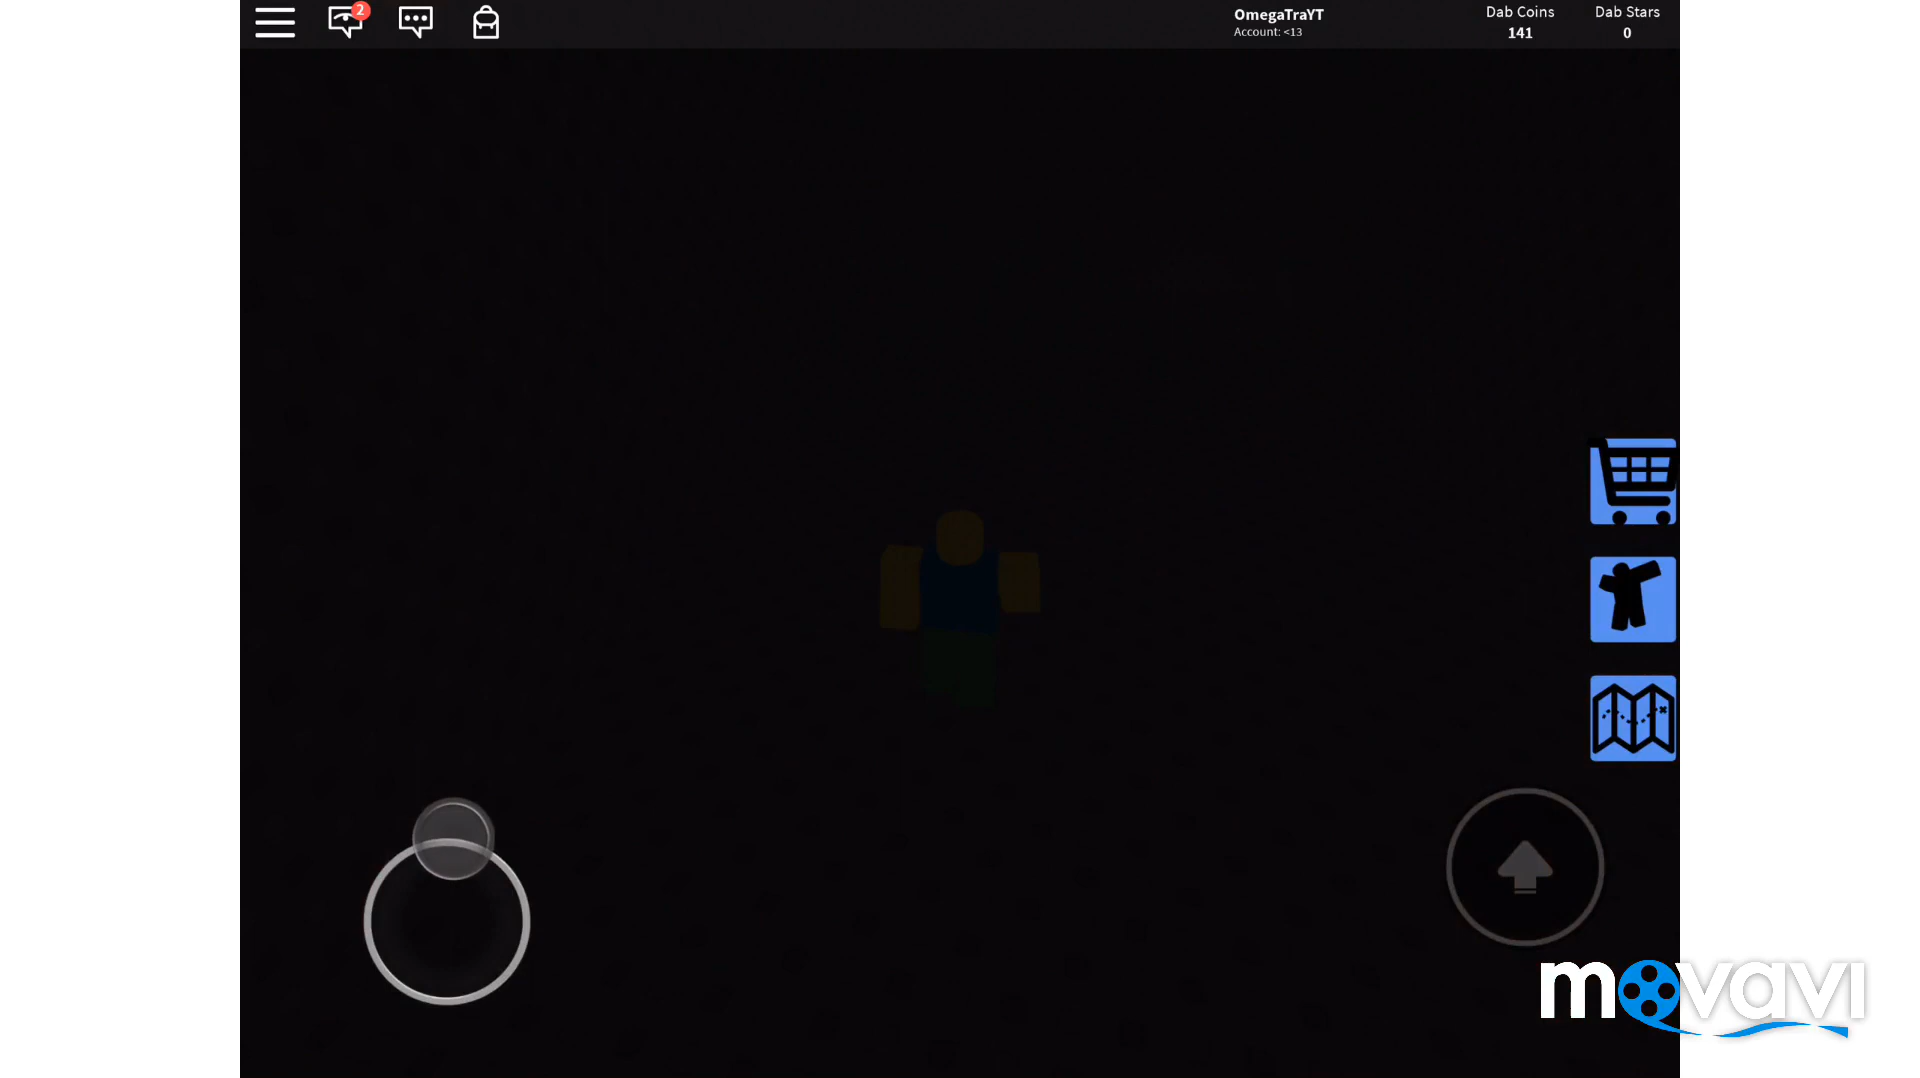 2
OmegaTraYT
Account: <13
Dab Coins
141
Dab Stars
0
movavi